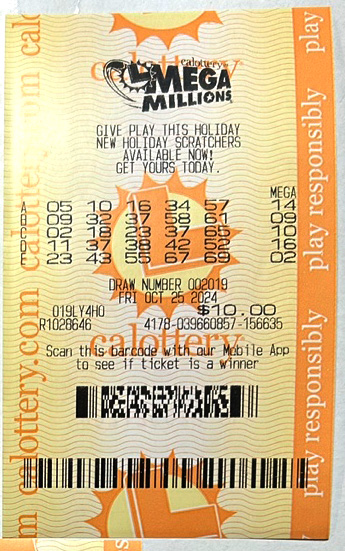 calottery
MEGA
MILLIONS
GIVE PLAY THIS HOLIDAY
NEW HOLIDAY SCRATCHERS
AVAILABLE NOW!
GET YOURS TODAY.
MEGA
A 05 10 16 34 57 14
B 09 32 37 58 61 09
C 02 18 23 37 65 10
D 11 37 38 42 52 16
E 23 43 55 67 69 02
DRAW NUMBER 002019
FRI OCT 25 2024
019LY4H0 $10.00
R1028646 4178-039660857-156635
calottery
Scan this barcode with our Mobile App
to see if ticket is a winner
calottery.com
calottery.com
play responsibly
play responsibly
play